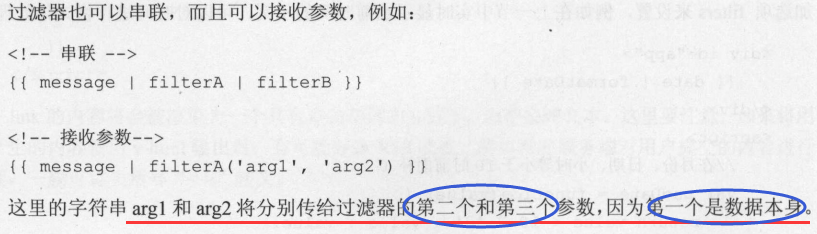 过滤器也可以串联，而且可以接收参数，例如：
<!-- 串联 -->
{{ message | filterA | filterB }}
<!-- 接收参数-->
{{ message | filterA('arg1', 'arg2') }}
这里的字符串 arg1 和 arg2 将分别传给过滤器的第二个和第三个参数，因为第一个是数据本身。